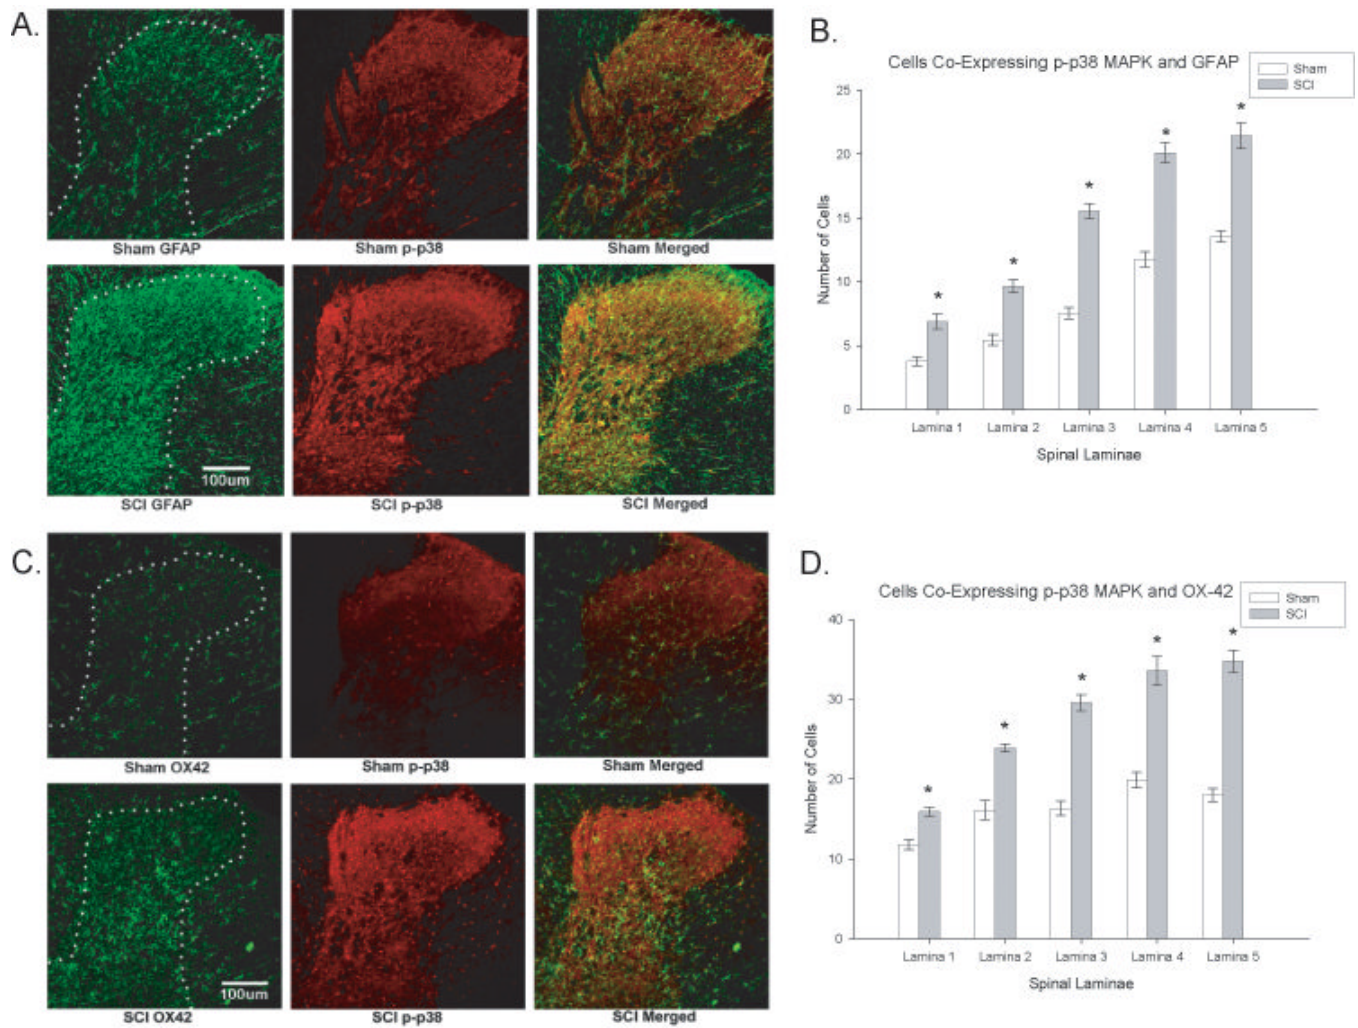 A.
Sham GFAP
Sham p-p38
Sham Merged
100um
SCI GFAP
SCI p-p38
SCI Merged
B.
Cells Co-Expressing p-p38 MAPK and GFAP
Sham
SCI
25
20
15
10
5
0
Number of Cells
*
*
*
*
*
Lamina 1
Lamina 2
Lamina 3
Lamina 4
Lamina 5
Spinal Laminae
C.
Sham OX42
Sham p-p38
Sham Merged
100um
SCI OX42
SCI p-p38
SCI Merged
D.
Cells Co-Expressing p-p38 MAPK and OX-42
Sham
SCI
40
30
20
10
0
Number of Cells
*
*
*
*
*
Lamina 1
Lamina 2
Lamina 3
Lamina 4
Lamina 5
Spinal Laminae